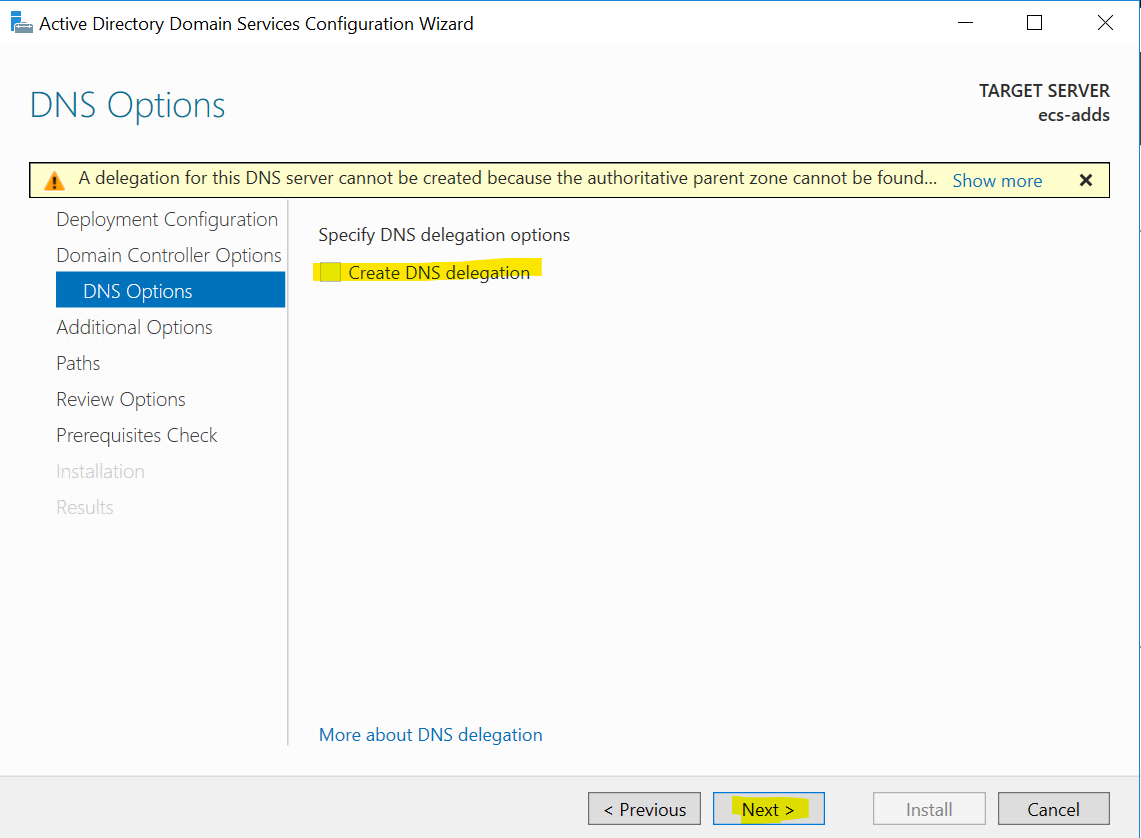 Active Directory Domain Services Configuration Wizard
DNS Options
TARGET SERVER
ecs-adds
A delegation for this DNS server cannot be created because the authoritative parent zone cannot be found... Show more
Deployment Configuration
Domain Controller Options
DNS Options
Additional Options
Paths
Review Options
Prerequisites Check
Installation
Results
Specify DNS delegation options
Create DNS delegation
More about DNS delegation
< Previous
Next >
Install
Cancel